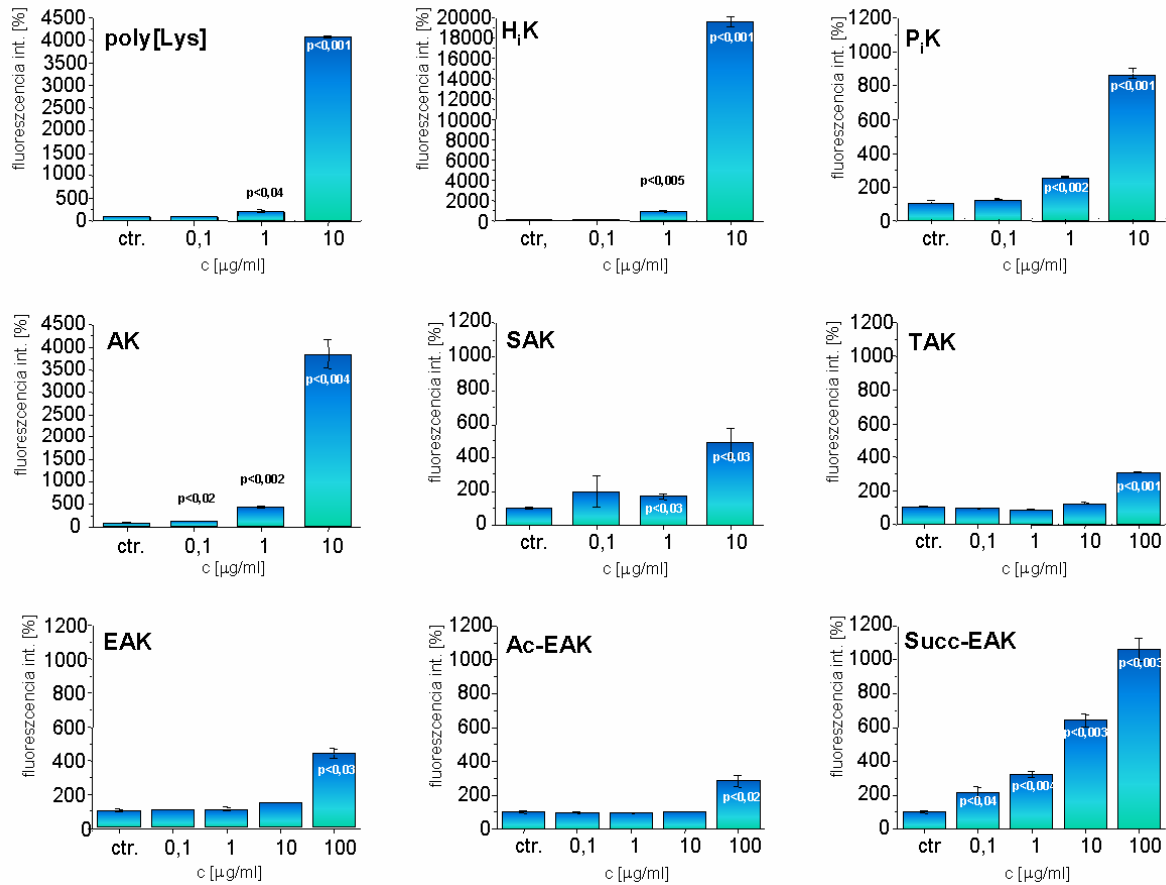 poly[Lys]
fluoreszcencia int. [%]
4500
4000
3500
3000
2500
2000
1500
1000
500
0
p<0,04
p<0,001
ctr. 0,1 1 10
c [μg/ml]
HiK
fluoreszcencia int. [%]
20000
18000
16000
14000
12000
10000
8000
6000
4000
2000
0
p<0,005
p<0,001
ctr, 0,1 1 10
c [μg/ml]
PiK
fluoreszcencia int. [%]
1200
1000
800
600
400
200
0
p<0,002
p<0,001
ctr. 0,1 1 10
c [μg/ml]
AK
fluoreszcencia int. [%]
4500
4000
3500
3000
2500
2000
1500
1000
500
0
p<0,02
p<0,002
p<0,004
ctr. 0,1 1 10
c [μg/ml]
SAK
fluoreszcencia int. [%]
1200
1000
800
600
400
200
0
p<0,03
p<0,03
ctr. 0,1 1 10
c [μg/ml]
TAK
fluoreszcencia int. [%]
1200
1000
800
600
400
200
0
p<0,001
ctr. 0,1 1 10 100
c [μg/ml]
EAK
fluoreszcencia int. [%]
1200
1000
800
600
400
200
0
p<0,03
ctr. 0,1 1 10 100
c [μg/ml]
Ac-EAK
fluoreszcencia int. [%]
1200
1000
800
600
400
200
0
p<0,02
ctr. 0,1 1 10 100
c [μg/ml]
Succ-EAK
fluoreszcencia int. [%]
1200
1000
800
600
400
200
0
p<0,04
p<0,004
p<0,003
p<0,003
ctr 0,1 1 10 100
c [μg/ml]